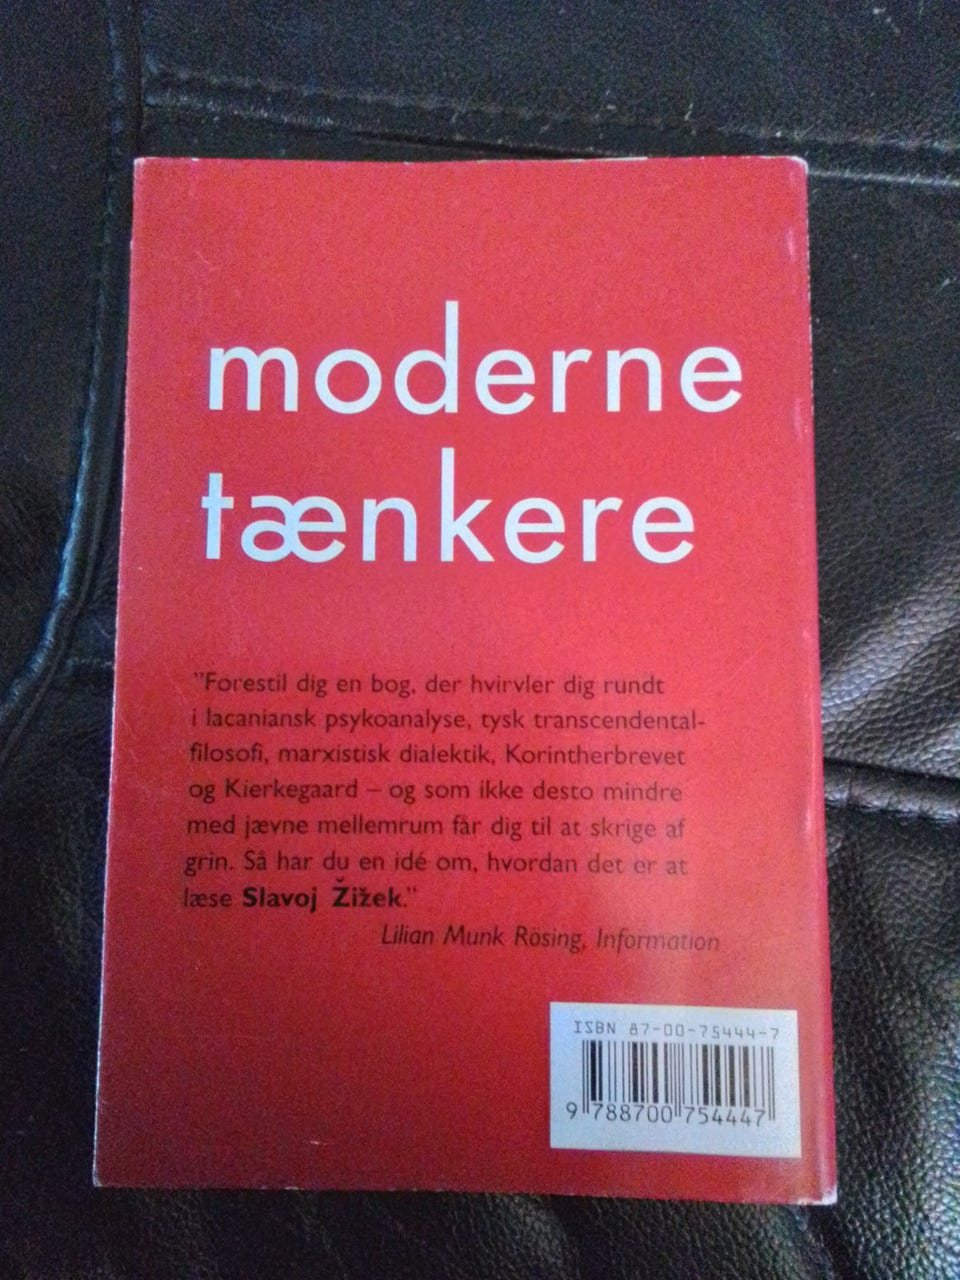 moderne
tænkere
"Forestil dig en bog, der hvirvler dig rundt
i lacaniansk psykoanalyse, tysk transcendental-
filosofi, marxistisk dialektik, Korintherbrevet
og Kierkegaard – og som ikke desto mindre
med jævne mellemrum får dig til at skrige af
grin. Så har du en idé om, hvordan det er at
læse Slavoj Žižek."
Lilian Munk Rösing, Information
ISBN 87-00-75444-7
9 788700 754447